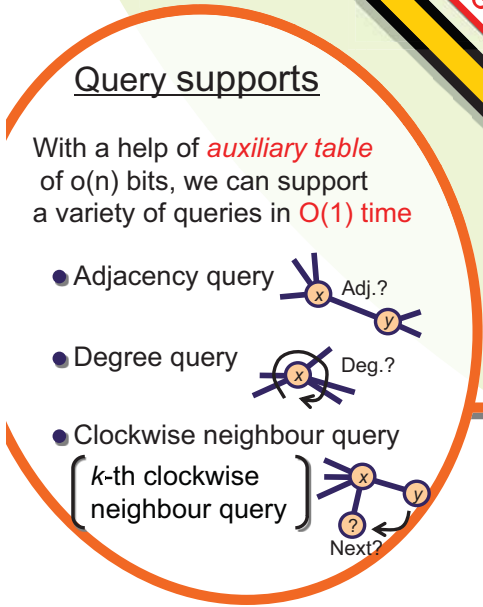 Query supports
With a help of auxiliary table
of o(n) bits, we can support
a variety of queries in O(1) time
• Adjacency query
x
Adj.?
y
• Degree query
x
Deg.?
• Clockwise neighbour query
k-th clockwise
neighbour query
x
y
?
Next?